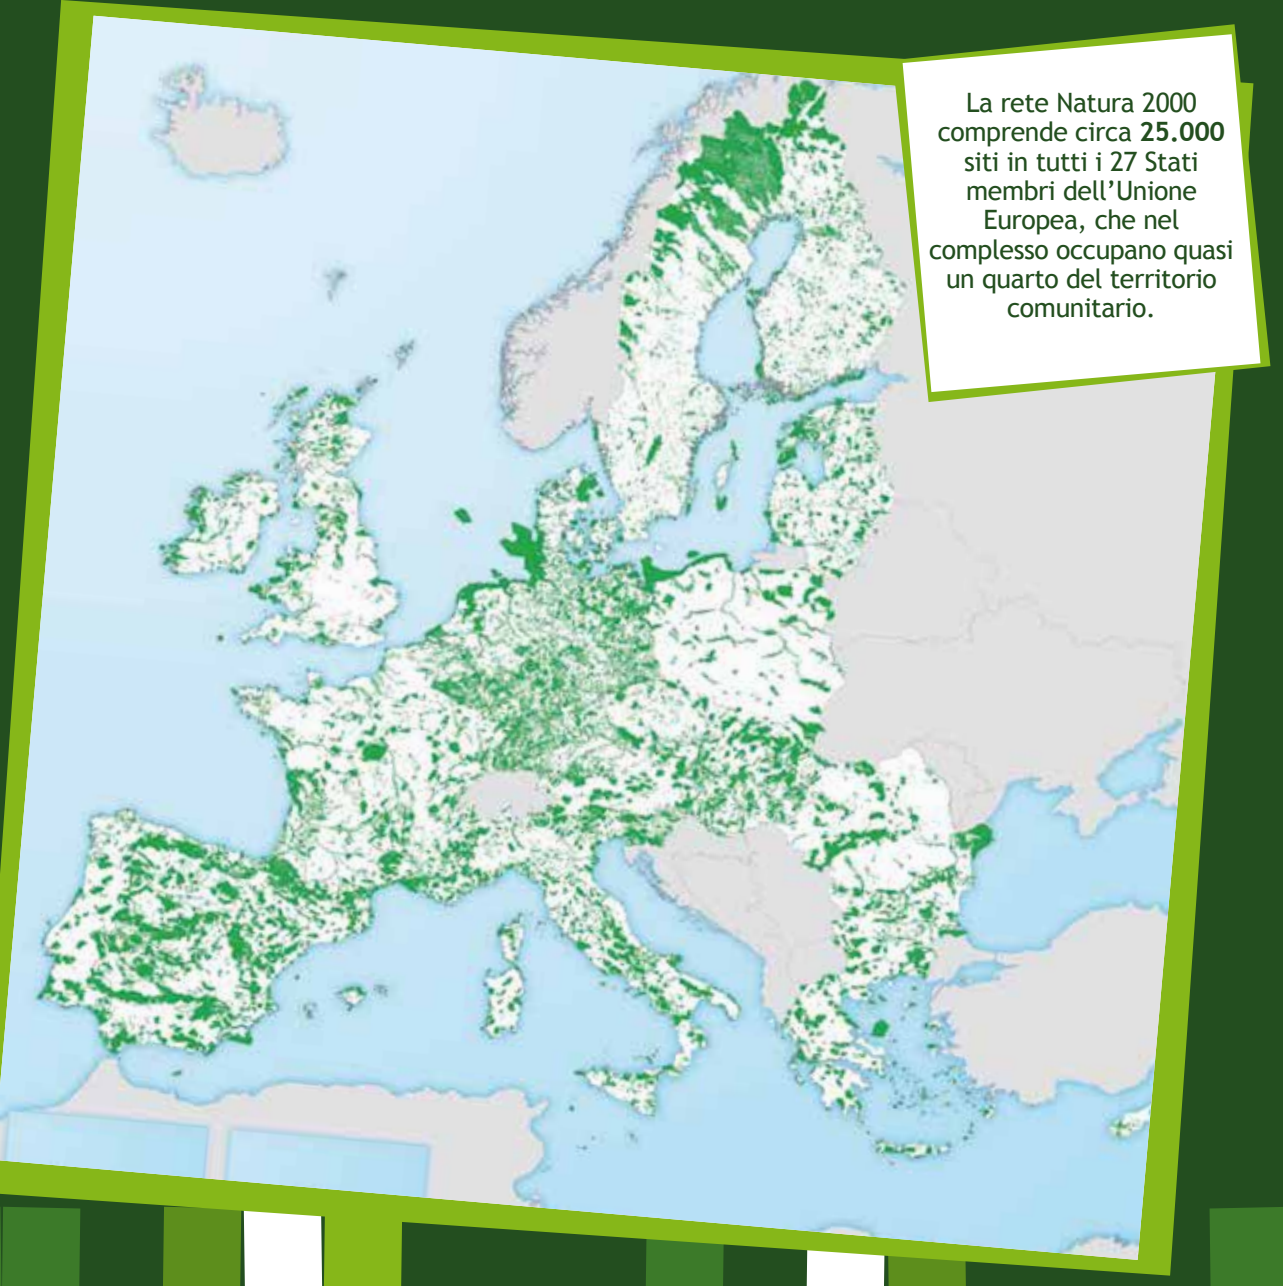 La rete Natura 2000
comprende circa 25.000
siti in tutti i 27 Stati
membri dell’Unione
Europea, che nel
complesso occupano quasi
un quarto del territorio
comunitario.